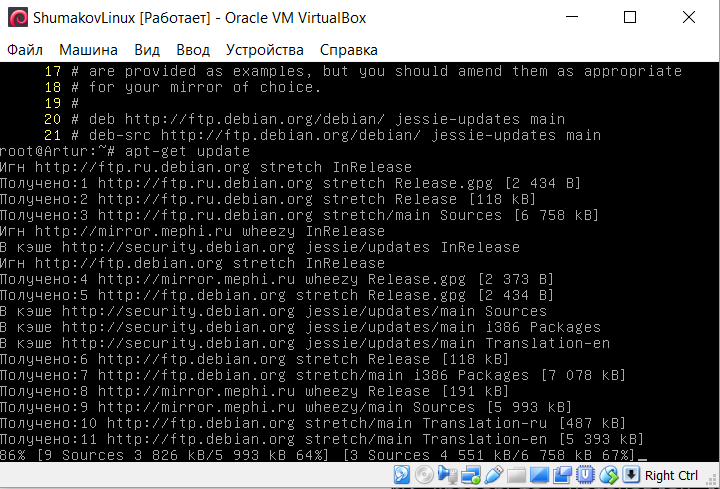 ShumakovLinux [Работает] - Oracle VM VirtualBox
Файл Машина Вид Ввод Устройства Справка
17 # are provided as examples, but you should amend them as appropriate
18 # for your mirror of choice.
19 #
20 # deb http://ftp.debian.org/debian/ jessie-updates main
21 # deb-src http://ftp.debian.org/debian/ jessie-updates main
root@Artur:~# apt-get update
Игн http://ftp.ru.debian.org stretch InRelease
Получено:1 http://ftp.ru.debian.org stretch Release.gpg [2 434 B]
Получено:2 http://ftp.ru.debian.org stretch Release [118 kB]
Получено:3 http://ftp.ru.debian.org stretch/main Sources [6 758 kB]
Игн http://mirror.mephi.ru wheezy InRelease
В кэше http://security.debian.org jessie/updates InRelease
Игн http://ftp.debian.org stretch InRelease
Получено:4 http://mirror.mephi.ru wheezy Release.gpg [2 373 B]
Получено:5 http://ftp.debian.org stretch Release.gpg [2 434 B]
В кэше http://security.debian.org jessie/updates/main Sources
В кэше http://security.debian.org jessie/updates/main i386 Packages
В кэше http://security.debian.org jessie/updates/main Translation-en
Получено:6 http://ftp.debian.org stretch Release [118 kB]
Получено:7 http://ftp.debian.org stretch/main i386 Packages [7 078 kB]
Получено:8 http://mirror.mephi.ru wheezy Release [191 kB]
Получено:9 http://mirror.mephi.ru wheezy/main Sources [5 993 kB]
Получено:10 http://ftp.debian.org stretch/main Translation-ru [487 kB]
Получено:11 http://ftp.debian.org stretch/main Translation-en [5 393 kB]
86% [9 Sources 3 826 kB/5 993 kB 64%] [3 Sources 4 551 kB/6 758 kB 67%]_
Right Ctrl